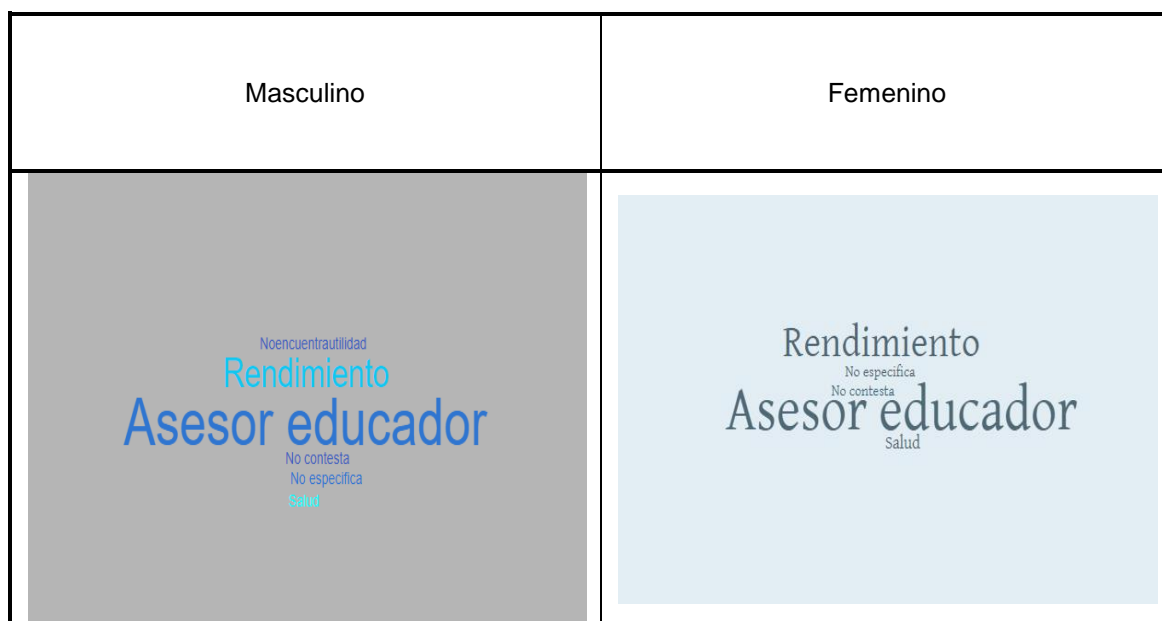 Masculino
Femenino
Noencuentrautilidad
Rendimiento
Asesor educador
No contesta
No especifica
Salud
Rendimiento
No especifica
No contesta
Asesor educador
Salud